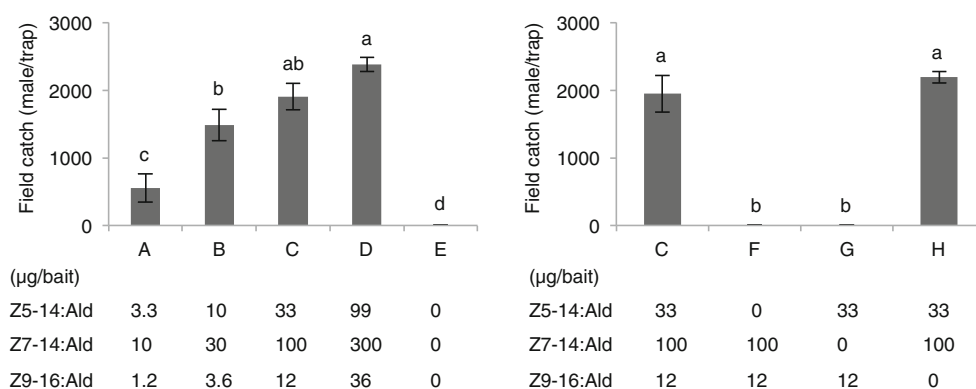 3000
2000
1000
0
Field catch (male/trap)
c
b
ab
a
d
A B C D E
(µg/bait)
Z5-14:Ald 3.3 10 33 99 0
Z7-14:Ald 10 30 100 300 0
Z9-16:Ald 1.2 3.6 12 36 0
3000
2000
1000
0
Field catch (male/trap)
a
b
b
a
C F G H
(µg/bait)
Z5-14:Ald 33 0 33 33
Z7-14:Ald 100 100 0 100
Z9-16:Ald 12 12 12 0